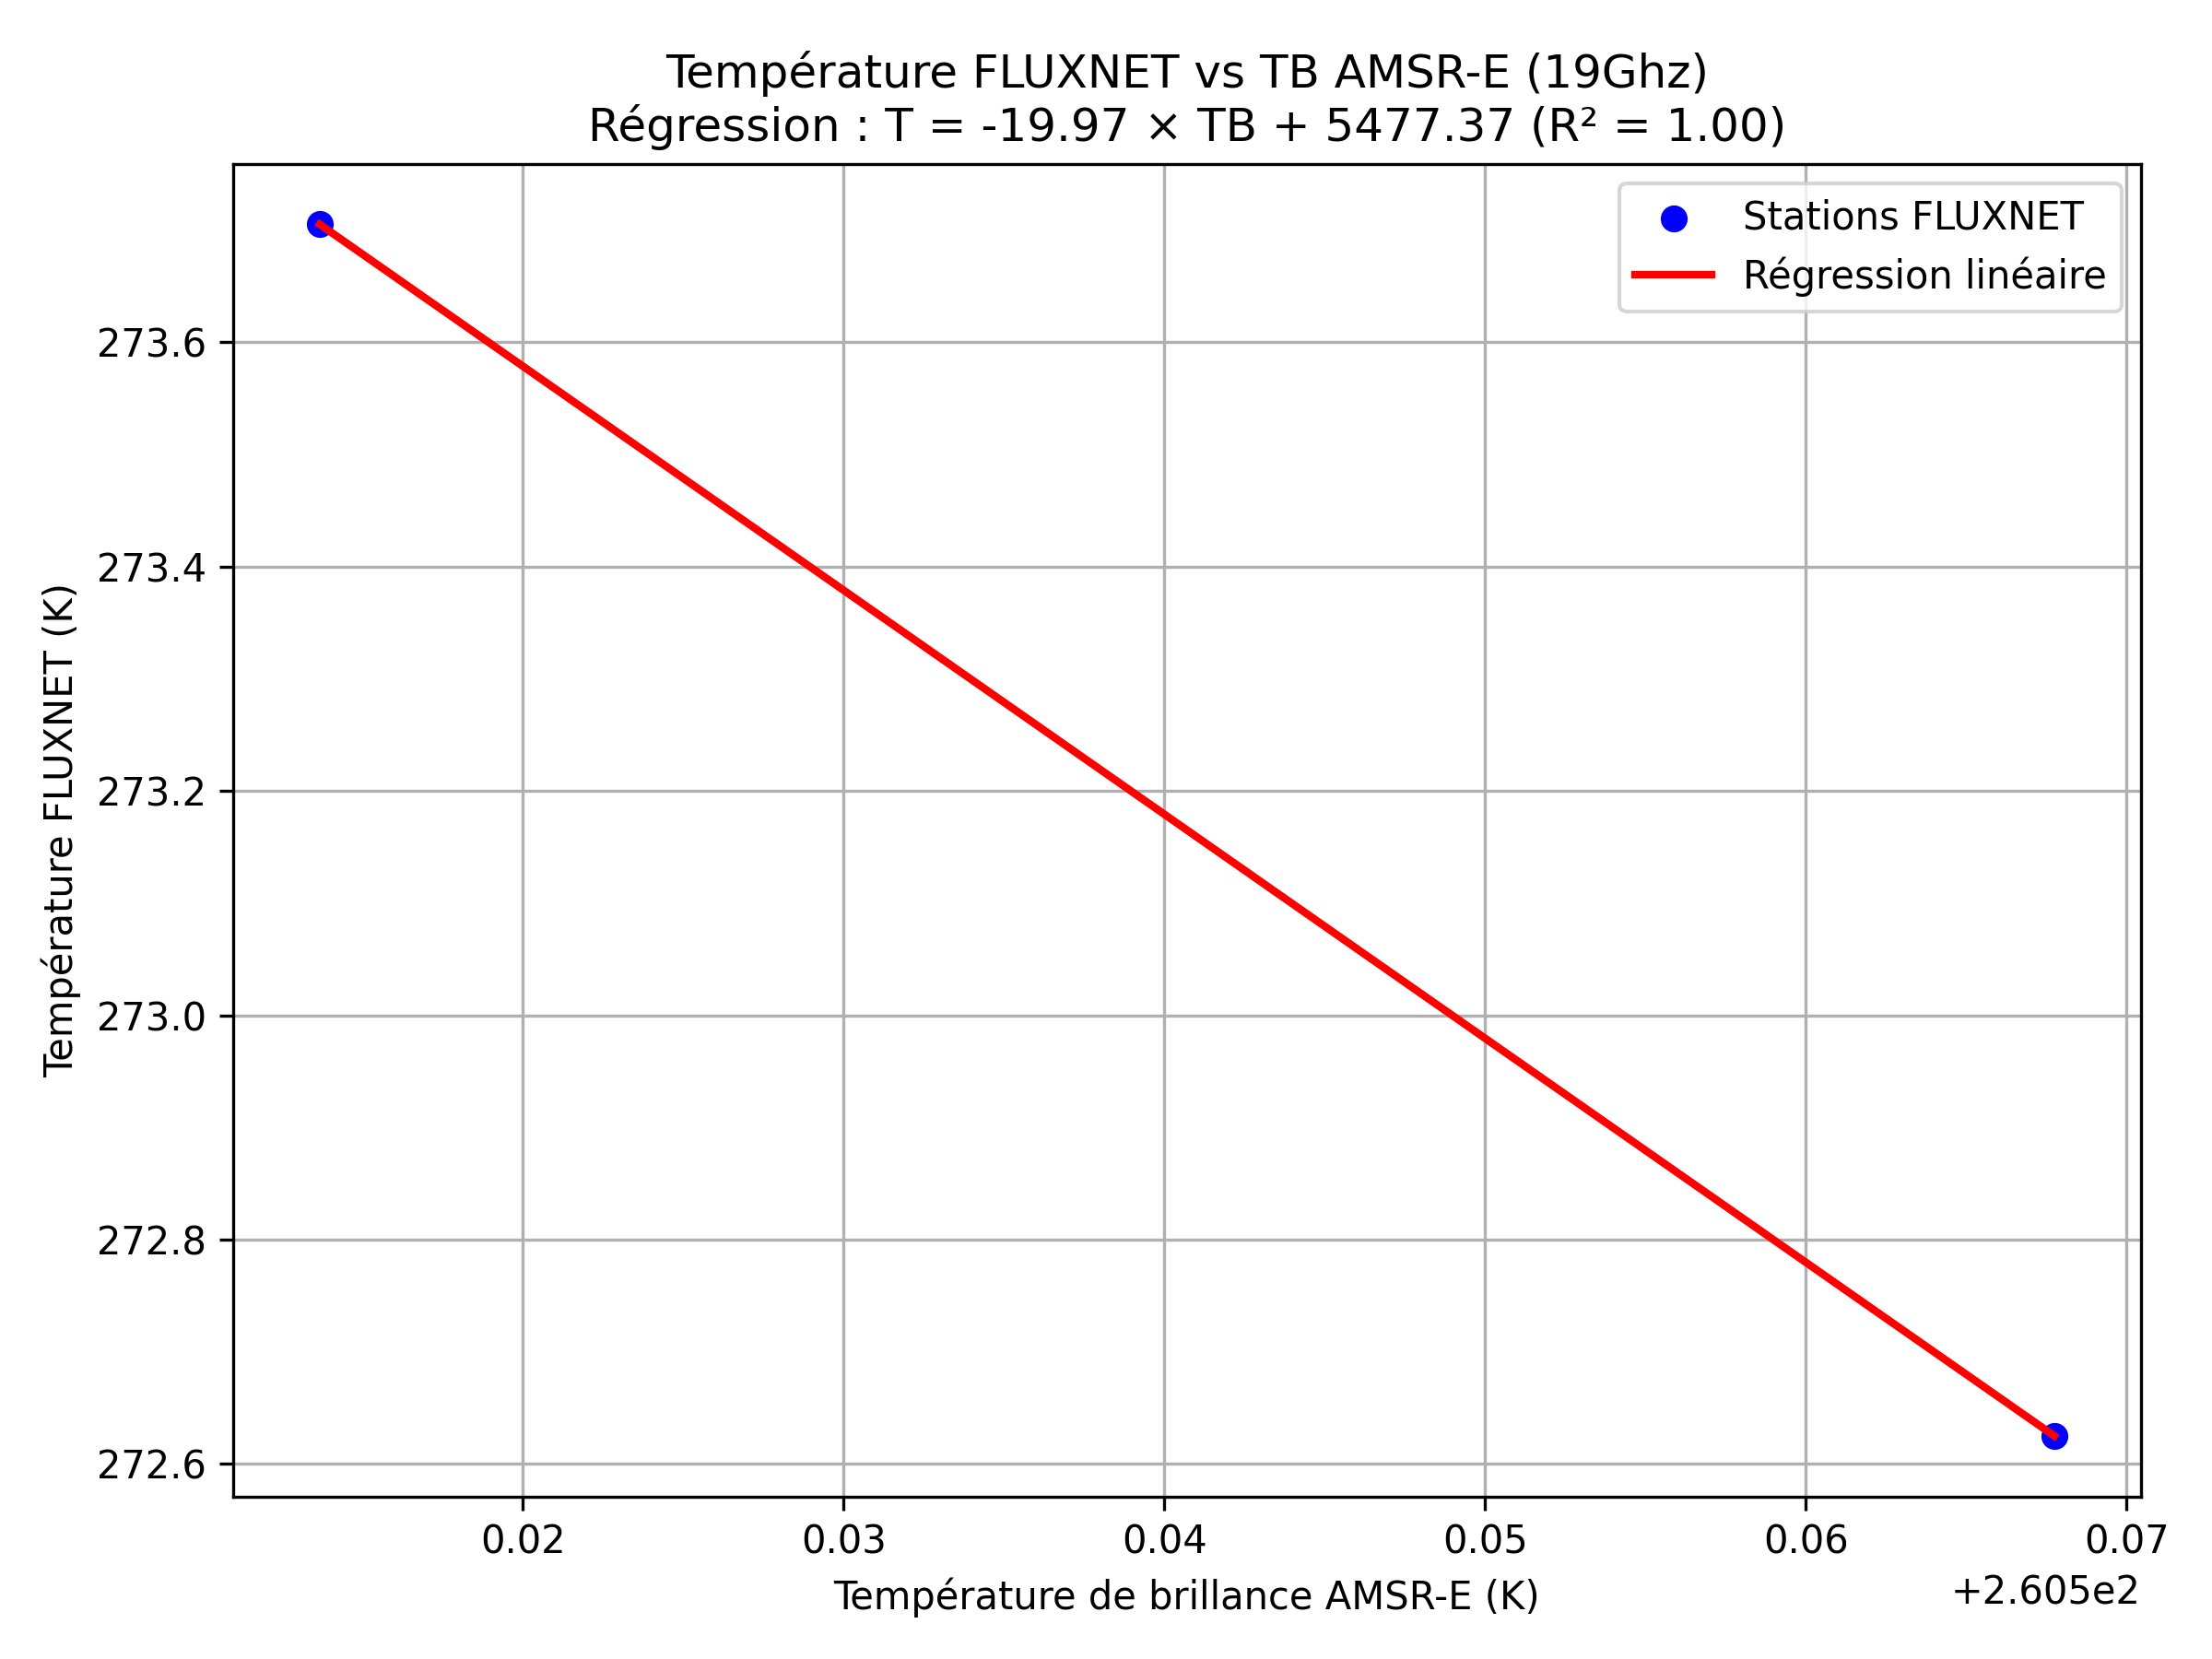 Température FLUXNET vs TB AMSR-E (19Ghz)
Régression : T = -19.97 × TB + 5477.37 (R² = 1.00)
Stations FLUXNET
Régression linéaire
Température FLUXNET (K)
273.6
273.4
273.2
273.0
272.8
272.6
0.02 0.03 0.04 0.05 0.06 0.07
+2.605e2
Température de brillance AMSR-E (K)